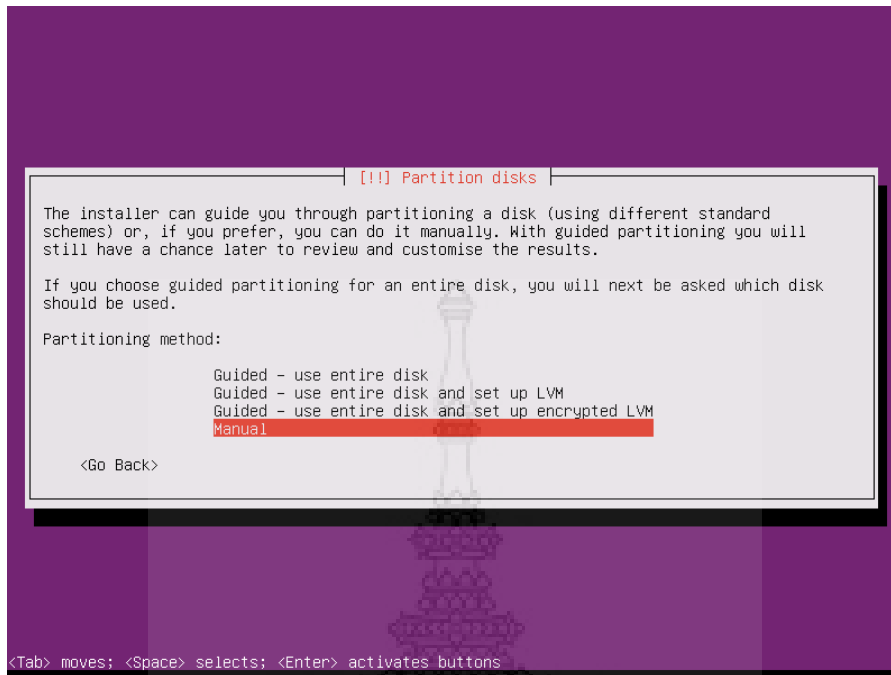 [!!] Partition disks
The installer can guide you through partitioning a disk (using different standard
schemes) or, if you prefer, you can do it manually. With guided partitioning you will
still have a chance later to review and customise the results.
If you choose guided partitioning for an entire disk, you will next be asked which disk
should be used.
Partitioning method:
Guided – use entire disk
Guided – use entire disk and set up LVM
Guided – use entire disk and set up encrypted LVM
Manual
<Go Back>
<Tab> moves; <Space> selects; <Enter> activates buttons